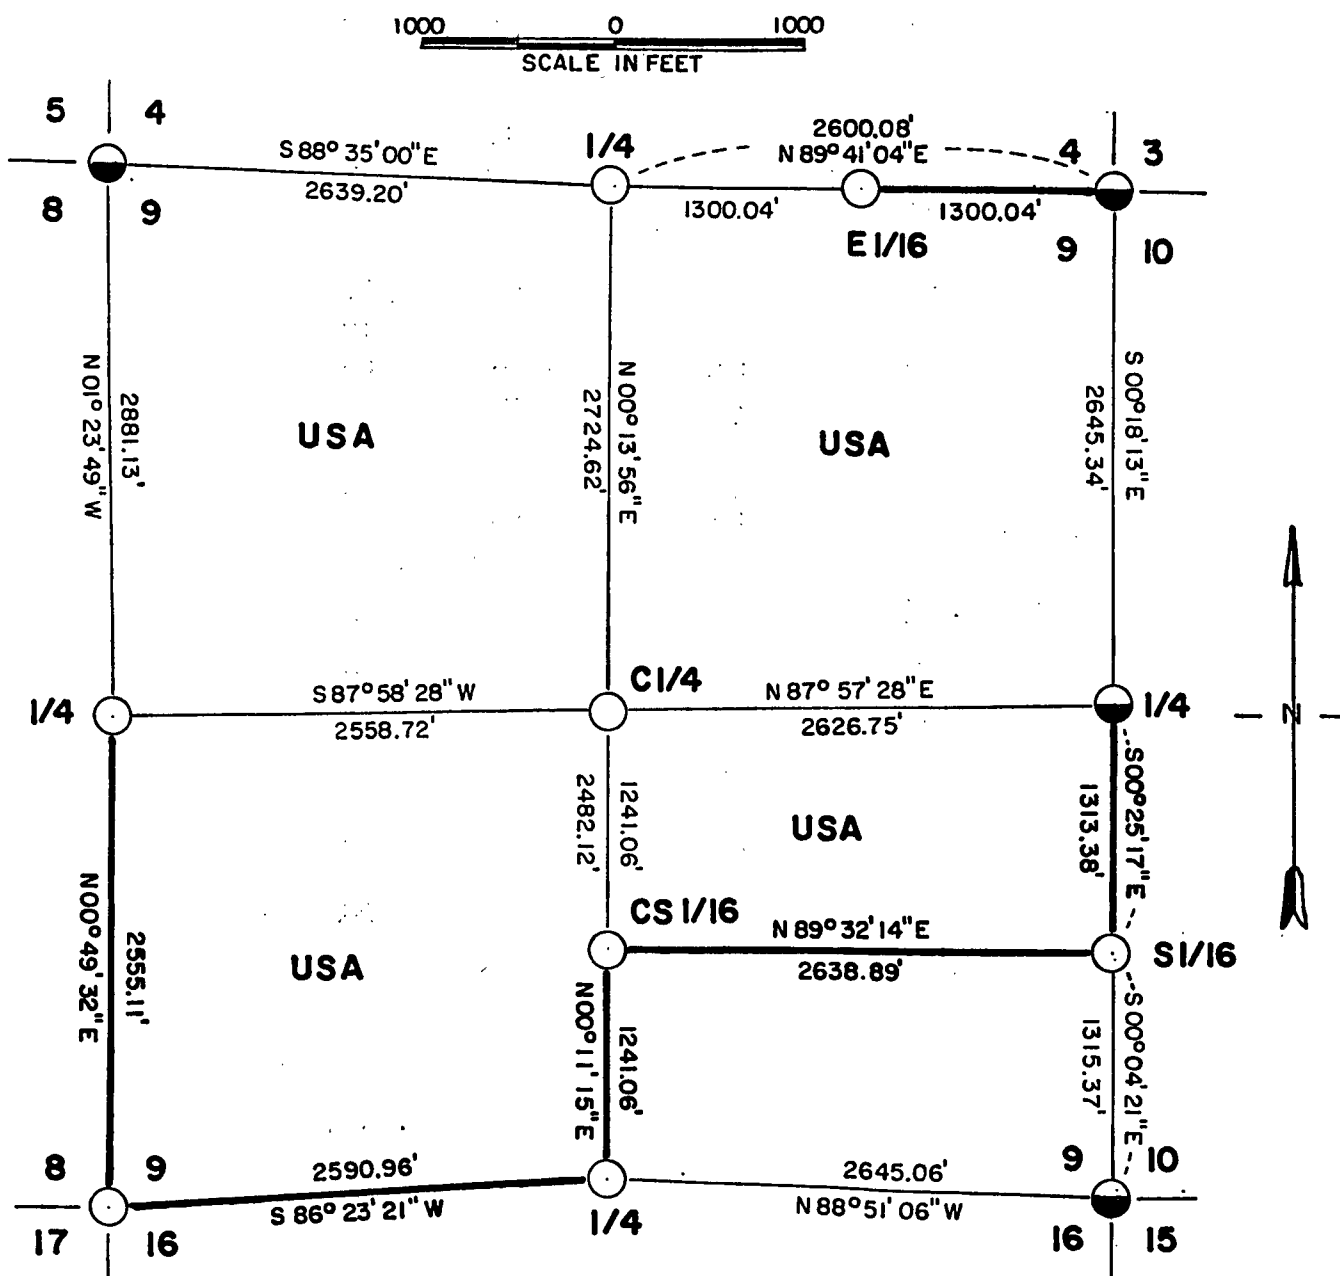 1000 0 1000
SCALE IN FEET
5 4
S 88° 35' 00" E
2639.20'
8 9
1/4
2600.08'
N 89° 41' 04" E
4 3
1300.04'
1300.04'
E 1/16
9 10
N 01° 23' 49" W
2881.13'
USA
N 00° 13' 56" E
2724.62'
USA
S 00° 18' 13" E
2645.34'
1/4
S 87° 58' 28" W
2558.72'
C 1/4
N 87° 57' 28" E
2626.75'
1/4
N
1241.06'
2482.12'
USA
S 00° 25' 17" E
1313.38'
CS 1/16
N 89° 32' 14" E
2638.89'
S 1/16
N 00° 49' 32" E
2555.11'
USA
N 00° 11' 15" E
1241.06'
S 00° 04' 21" E
1315.37'
8 9
2590.96'
S 86° 23' 21" W
17 16
1/4
2645.06'
N 88° 51' 06" W
9 10
16 15